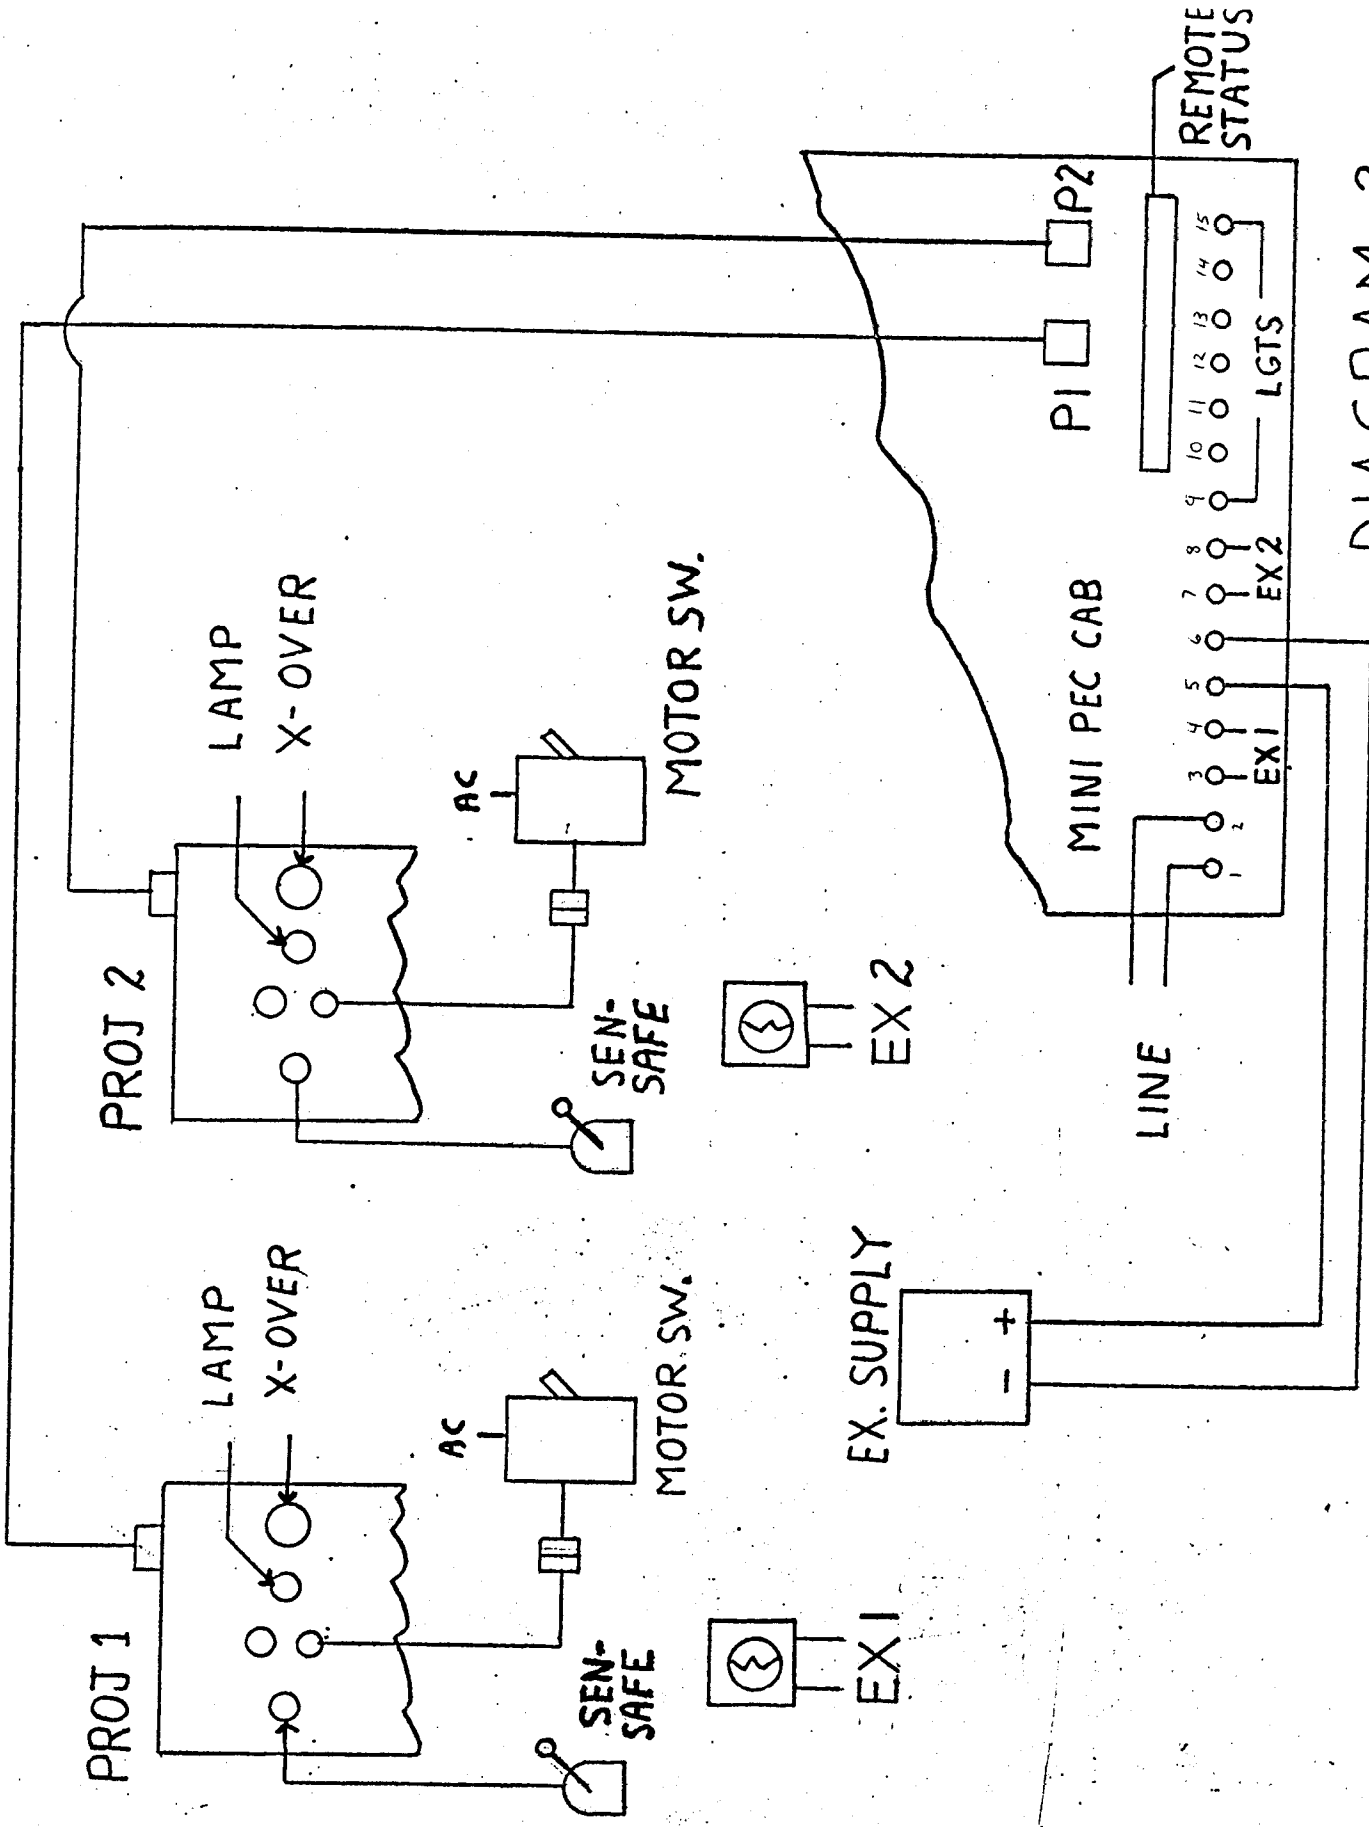 PROJ 1
LAMP
X-OVER
AC
MOTOR SW.
SEN-
SAFE
EX1
PROJ 2
LAMP
X-OVER
AC
MOTOR SW.
SEN-
SAFE
EX 2
EX. SUPPLY
- +
LINE
MINI PEC CAB
P1 P2
REMOTE
STATUS
1 2 3 4 5 6 7 8 9 10 11 12 13 14 15
EX1 EX2 LGTS
DIAGRAM 2